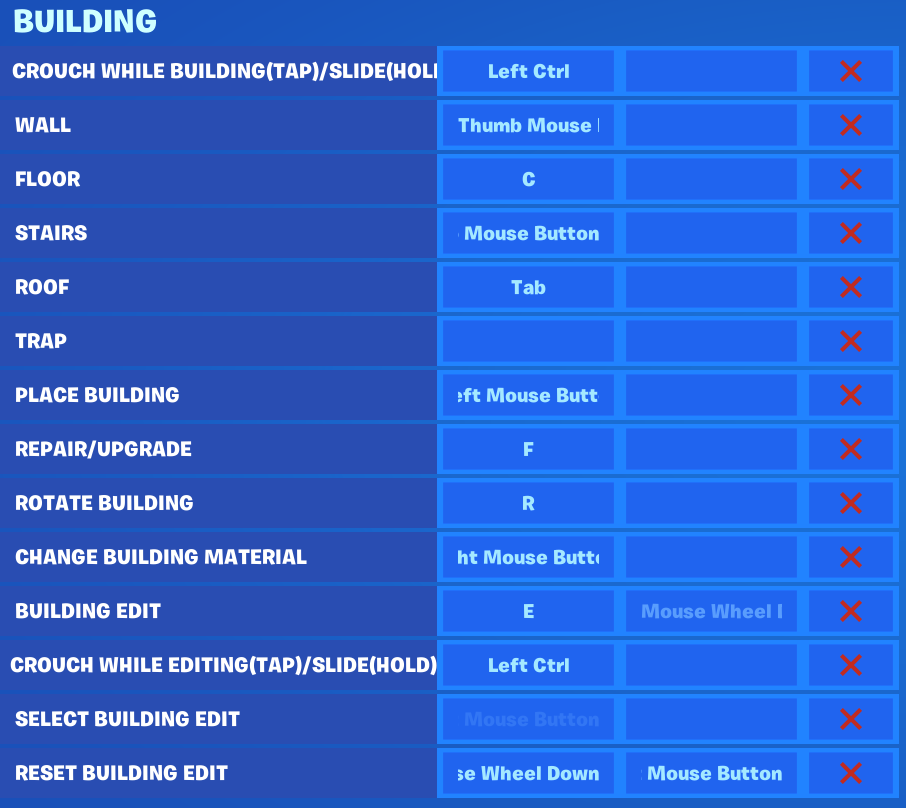 BUILDING
CROUCH WHILE BUILDING(TAP)/SLIDE(HOL Left Ctrl
WALL Thumb Mouse
FLOOR C
STAIRS Mouse Button
ROOF Tab
TRAP
PLACE BUILDING eft Mouse Butt
REPAIR/UPGRADE F
ROTATE BUILDING R
CHANGE BUILDING MATERIAL ht Mouse Butt
BUILDING EDIT E Mouse Wheel
CROUCH WHILE EDITING(TAP)/SLIDE(HOLD) Left Ctrl
SELECT BUILDING EDIT Mouse Button
RESET BUILDING EDIT se Wheel Down Mouse Button